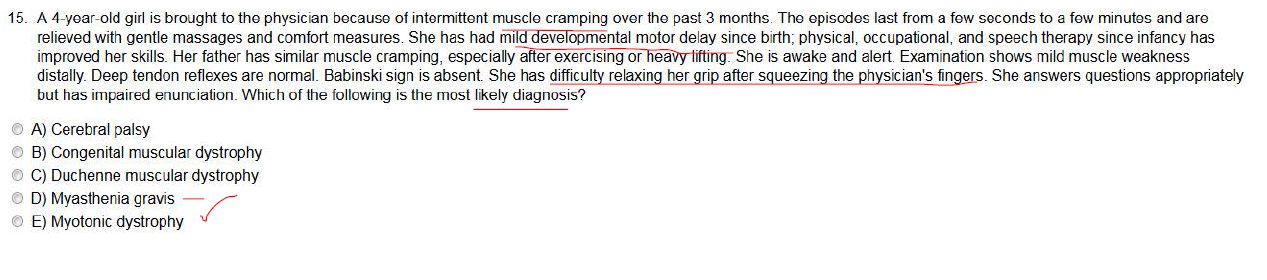 15. A 4-year-old girl is brought to the physician because of intermittent muscle cramping over the past 3 months. The episodes last from a few seconds to a few minutes and are
relieved with gentle massages and comfort measures. She has had mild developmental motor delay since birth; physical, occupational, and speech therapy since infancy has
improved her skills. Her father has similar muscle cramping, especially after exercising or heavy lifting. She is awake and alert. Examination shows mild muscle weakness
distally. Deep tendon reflexes are normal. Babinski sign is absent. She has difficulty relaxing her grip after squeezing the physician's fingers. She answers questions appropriately
but has impaired enunciation. Which of the following is the most likely diagnosis?
A) Cerebral palsy
B) Congenital muscular dystrophy
C) Duchenne muscular dystrophy
D) Myasthenia gravis
E) Myotonic dystrophy